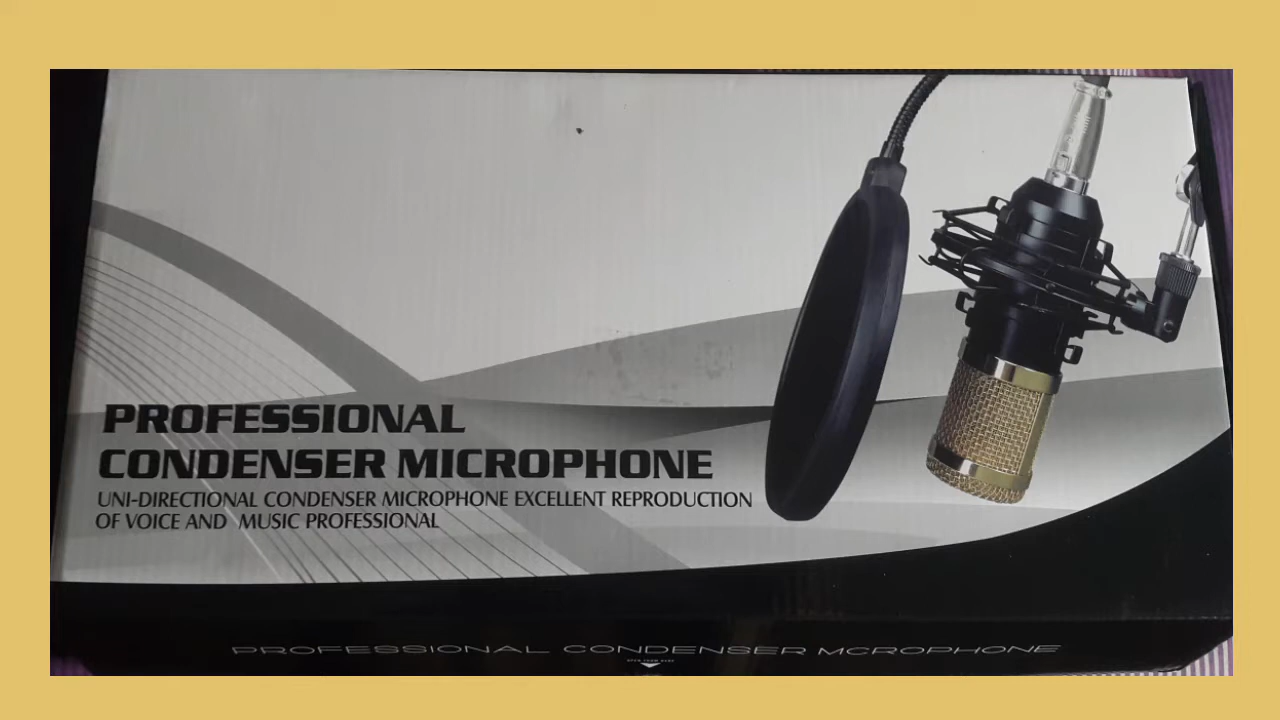 PROFESSIONAL
CONDENSER MICROPHONE
UNI-DIRECTIONAL CONDENSER MICROPHONE EXCELLENT REPRODUCTION
OF VOICE AND MUSIC PROFESSIONAL
PROFESSIONAL CONDENSER MCROPHONE